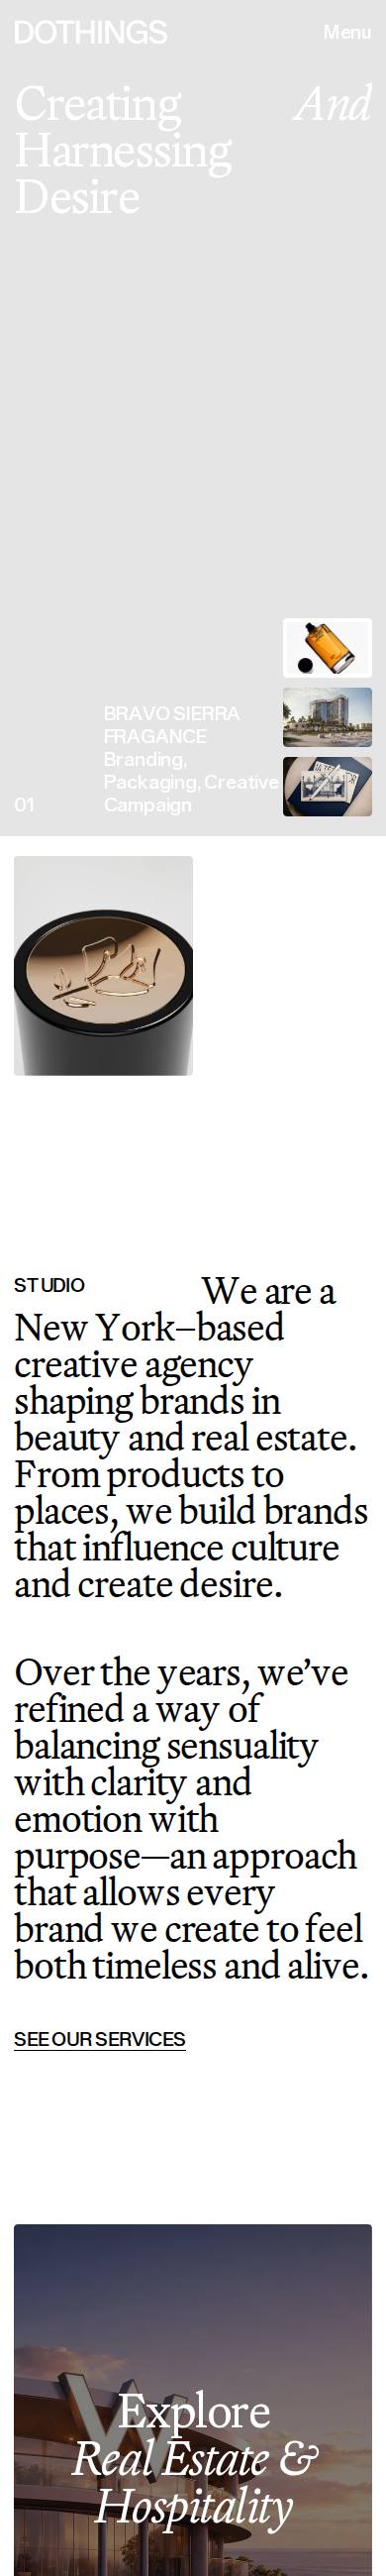 DOTHINGS
Menu
Creating And
Harnessing
Desire
BRAVO SIERRA
FRAGANCE
Branding,
Packaging, Creative
01 Campaign
STUDIO We are a
New York–based
creative agency
shaping brands in
beauty and real estate.
From products to
places, we build brands
that influence culture
and create desire.
Over the years, we’ve
refined a way of
balancing sensuality
with clarity and
emotion with
purpose—an approach
that allows every
brand we create to feel
both timeless and alive.
SEE OUR SERVICES
Explore
Real Estate &
Hospitality